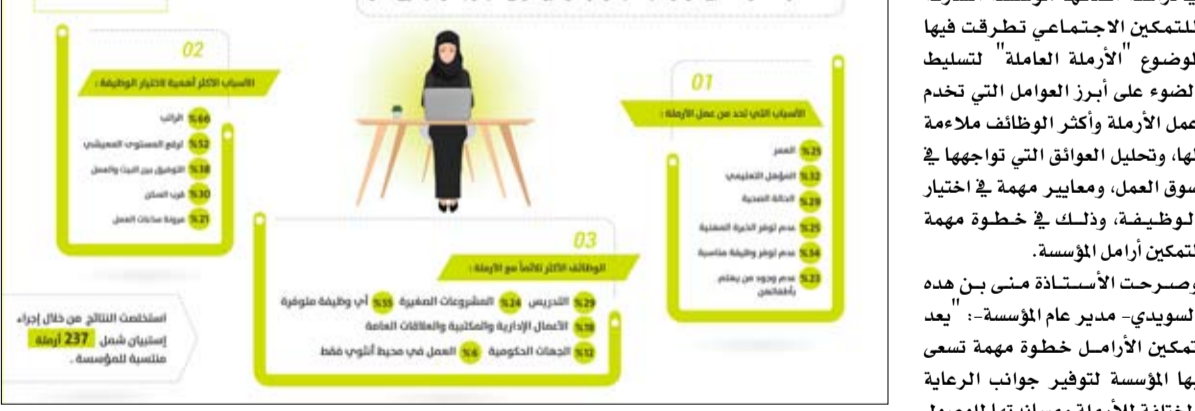 للتمكين الاجتماعي تطرقت فيها
لموضوع "الأرملة العاملة" لتسليط
الضوء على أبرز العوامل التي تخدم
عمل الأرملة وأكثر الوظائف ملاءمة
لها، وتحليل العوائق التي تواجهها في
سوق العمل، ومعايير مهمة في اختيار
الوظيفة، وذلك في خطوة مهمة
لتمكين أرامل المؤسسة.
وصرحت الأستاذة منى بن هده
السويدي- مدير عام المؤسسة-: "يعد
تمكين الأرامل خطوة مهمة تسعى
بها المؤسسة لتوفير جوانب الرعاية
01
الأسباب التي تحد من عمل الأرملة :
%25 العمر
%32 المؤهل التعليمي
%29 الحالة الصحية
%25 عدم توفر الخبرة المهنية
%34 عدم توفر وظيفة مناسبة
%23 عدم وجود من يهتم
بأطفالهن
02
الأسباب الأكثر أهمية لاختيار الوظيفة :
%66 الراتب
%52 لرفع المستوى المعيشي
%38 التوفيق بين البيت والعمل
%30 قرب السكن
%21 مرونة ساعات العمل
03
الوظائف الأكثر تلائماً مع الأرملة :
%29 التدريس %24 المشروعات الصغيرة %55 أي وظيفة متوفرة
%18 الأعمال الإدارية والمكتبية والعلاقات العامة
%12 الجهات الحكومية %6 العمل في محيط أنثوي فقط
استخلصت النتائج من خلال إجراء
إستبيان شمل 237 أرملة
منتسبة للمؤسسة .